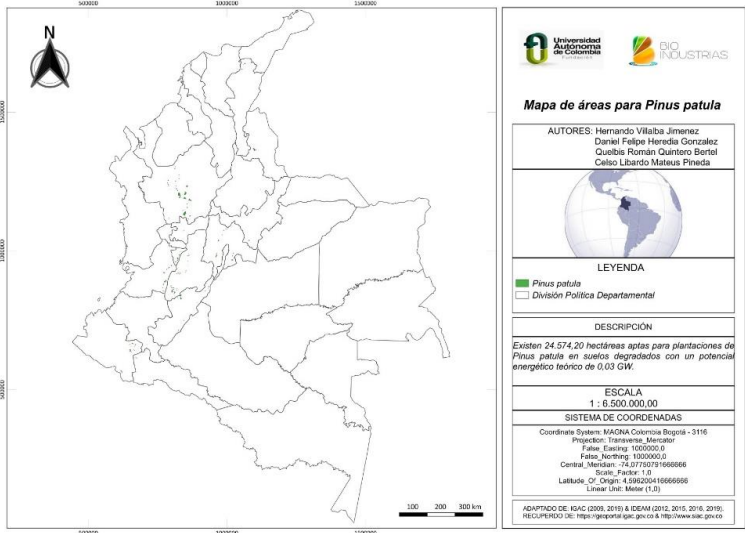 500000 1000000 1500000
N
1500000
1000000
500000
100 200 300 km
500000 1000000 1500000
Universidad
Autónoma
de Colombia
Fundación
BIO
INDUSTRIAS
Mapa de áreas para Pinus patula
AUTORES: Hernando Villalba Jimenez
Daniel Felipe Heredia Gonzalez
Quelbis Román Quintero Bertel
Celso Libardo Mateus Pineda
LEYENDA
Pinus patula
División Política Departamental
DESCRIPCIÓN
Existen 24.574,20 hectáreas aptas para plantaciones de
Pinus patula en suelos degradados con un potencial
energético teórico de 0,03 GW.
ESCALA
1 : 6.500.000,00
SISTEMA DE COORDENADAS
Coordinate System: MAGNA Colombia Bogotá - 3116
Projection: Transverse_Mercator
False_Easting: 1000000,0
False_Northing: 1000000,0
Central_Meridian: -74,07750791666666
Scale_Factor: 1,0
Latitude_Of_Origin: 4,596200416666666
Linear Unit: Meter (1,0)
ADAPTADO DE: IGAC (2009, 2019) & IDEAM (2012, 2015, 2016, 2019).
RECUPERDO DE: https://geoportal.igac.gov.co & http://www.siac.gov.co